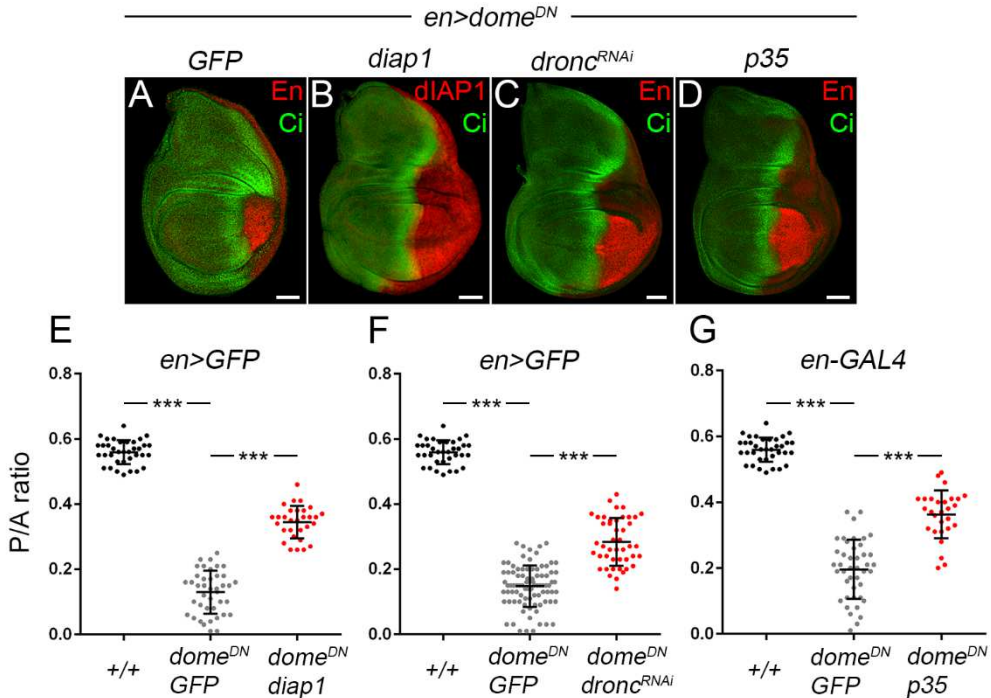 en>dome^DN
GFP diap1 dronc^RNAi p35
A En Ci
B dIAP1 Ci
C En Ci
D En Ci
E
en>GFP
P/A ratio
0.8
0.6
0.4
0.2
0.0
***
***
+/+ dome^DN GFP dome^DN diap1
F
en>GFP
0.8
0.6
0.4
0.2
0.0
***
***
+/+ dome^DN GFP dome^DN dronc^RNAi
G
en-GAL4
0.8
0.6
0.4
0.2
0.0
***
***
+/+ dome^DN GFP dome^DN p35